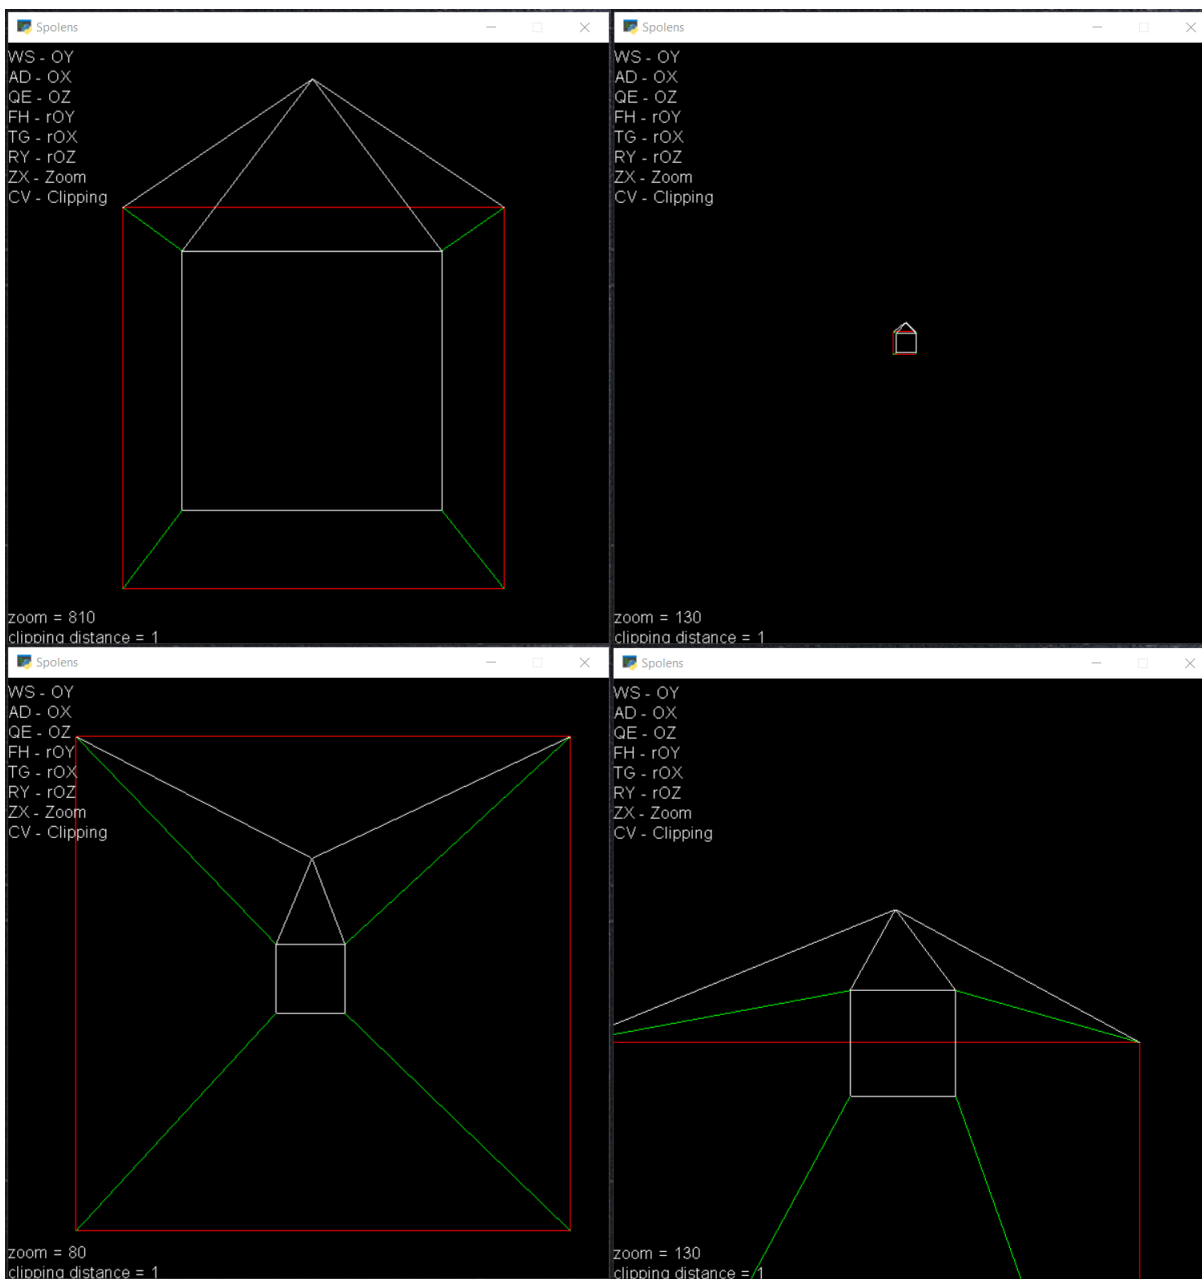 Spolens
WS - OY
AD - OX
QE - OZ
FH - rOY
TG - rOX
RY - rOZ
ZX - Zoom
CV - Clipping
zoom = 810
clipping distance = 1
Spolens
WS - OY
AD - OX
QE - OZ
FH - rOY
TG - rOX
RY - rOZ
ZX - Zoom
CV - Clipping
zoom = 130
clipping distance = 1
Spolens
WS - OY
AD - OX
QE - OZ
FH - rOY
TG - rOX
RY - rOZ
ZX - Zoom
CV - Clipping
zoom = 80
clipping distance = 1
Spolens
WS - OY
AD - OX
QE - OZ
FH - rOY
TG - rOX
RY - rOZ
ZX - Zoom
CV - Clipping
zoom = 130
clipping distance = 1